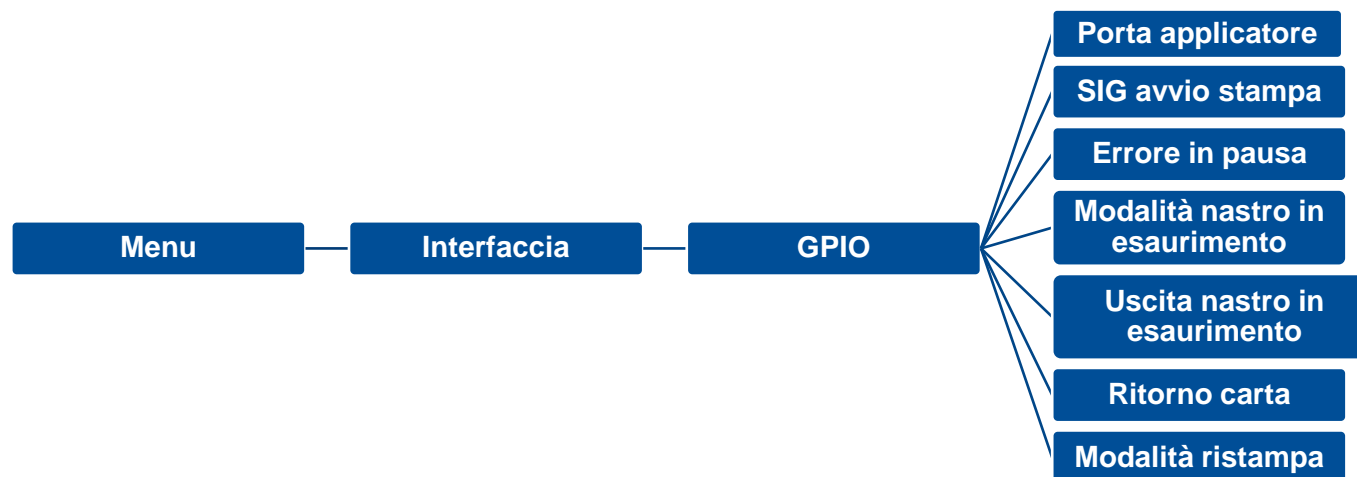 Menu
Interfaccia
GPIO
Porta applicatore
SIG avvio stampa
Errore in pausa
Modalità nastro in
esaurimento
Uscita nastro in
esaurimento
Ritorno carta
Modalità ristampa